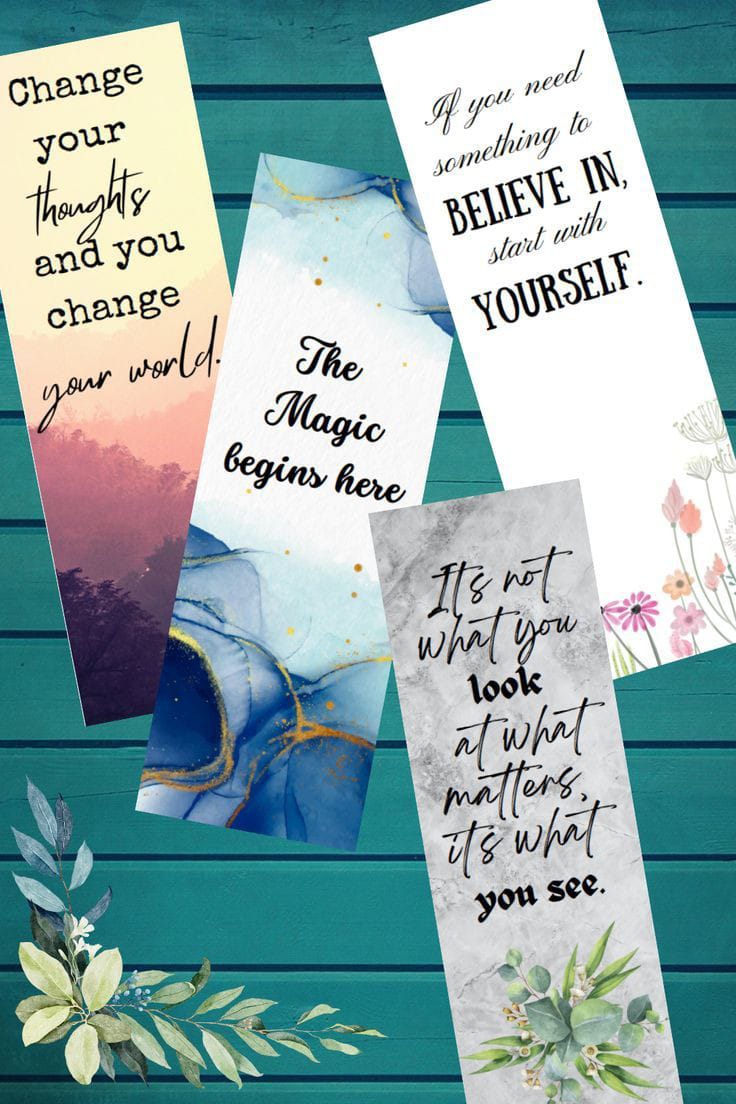 Change
your
thoughts
and you
change
your world.
The
Magic
begins here
If you need
something to
BELIEVE IN,
start with
YOURSELF.
It's not
what you
look
at what
matters,
it's what
you see.